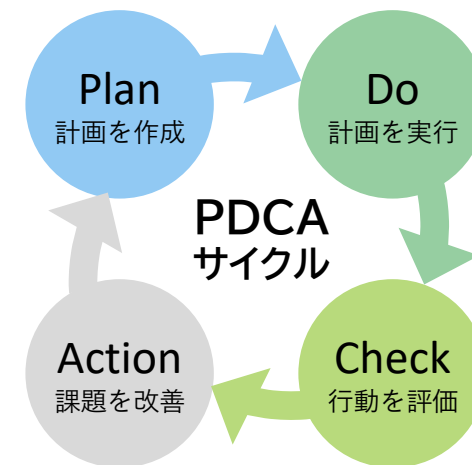 Plan
計画を作成
Do
計画を実行
PDCA
サイクル
Action
課題を改善
Check
行動を評価